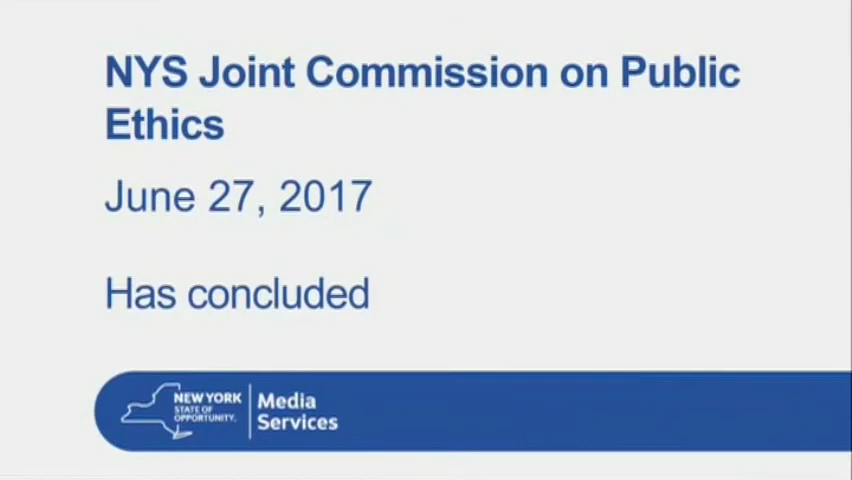 NYS Joint Commission on Public
Ethics
June 27, 2017
Has concluded
NEW YORK
STATE OF
OPPORTUNITY.
Media
Services